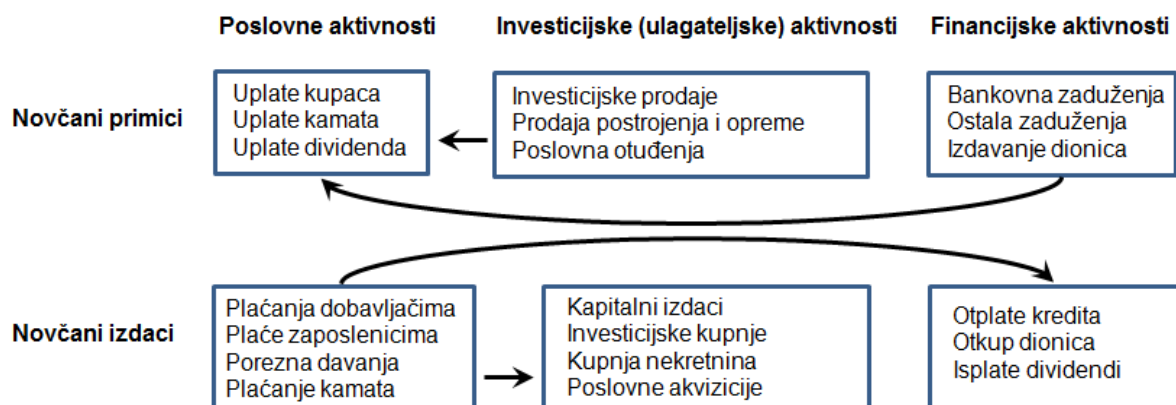 Poslovne aktivnosti
Investicijske (ulagateljske) aktivnosti
Financijske aktivnosti
Novčani primici
Uplate kupaca
Uplate kamata
Uplate dividenda
Investicijske prodaje
Prodaja postrojenja i opreme
Poslovna otuđenja
Bankovna zaduženja
Ostala zaduženja
Izdavanje dionica
Novčani izdaci
Plaćanja dobavljačima
Plaće zaposlenicima
Porezna davanja
Plaćanje kamata
Kapitalni izdaci
Investicijske kupnje
Kupnja nekretnina
Poslovne akvizicije
Otplate kredita
Otkup dionica
Isplate dividendi